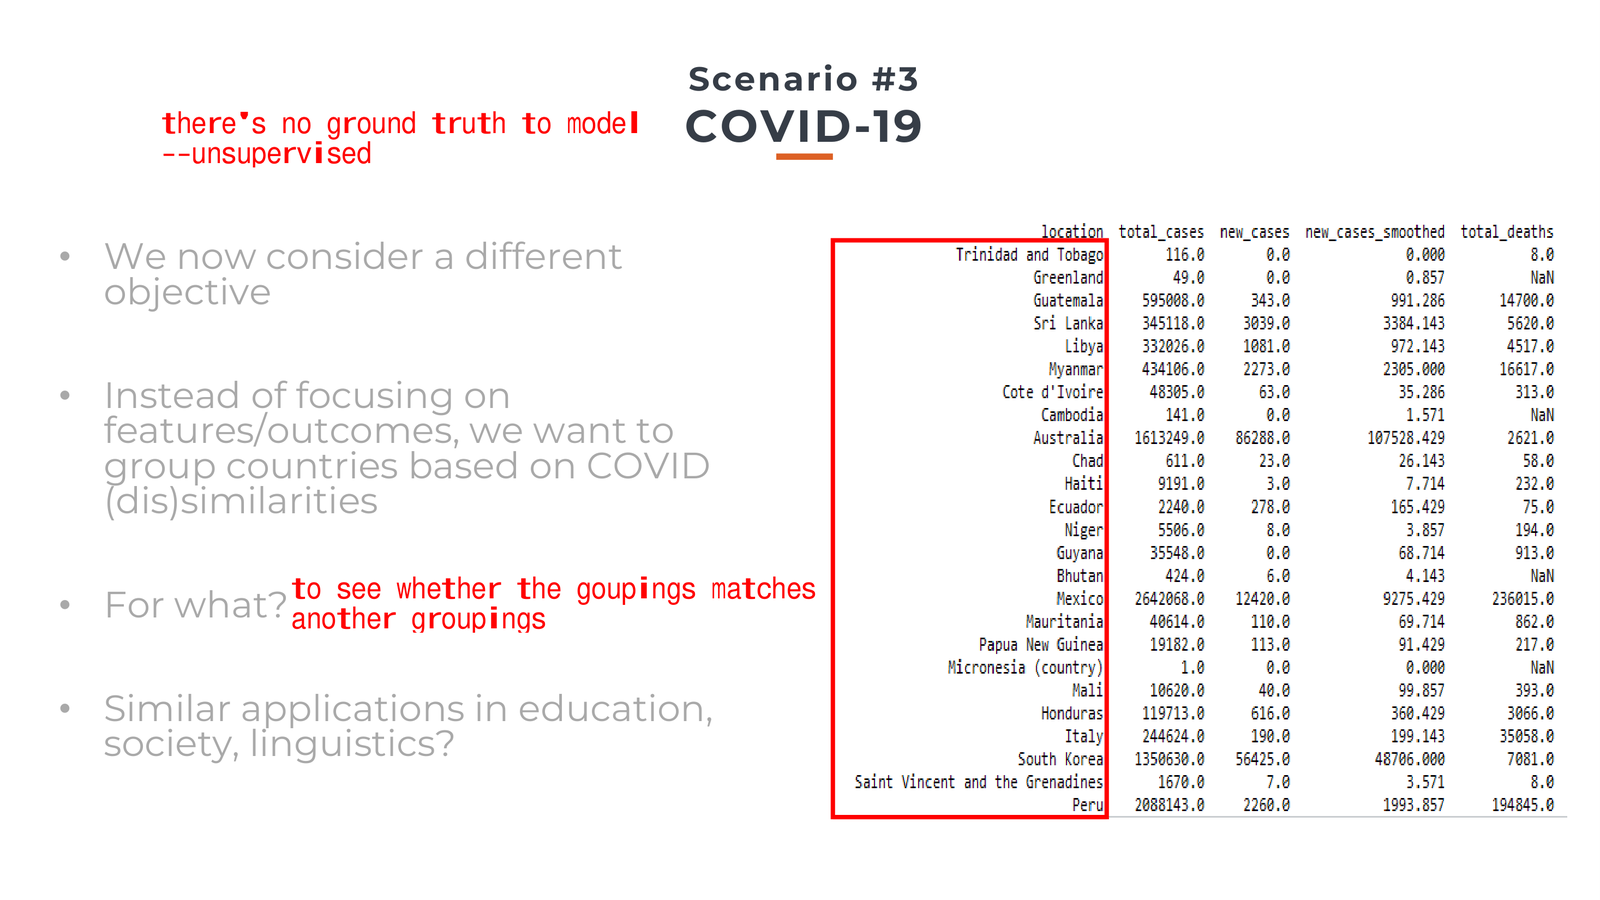 Scenario #3
COVID-19
there's no ground truth to model
--unsupervised
• We now consider a different
objective
• Instead of focusing on
features/outcomes, we want to
group countries based on COVID
(dis)similarities
• For what?
to see whether the goupings matches
another groupings
• Similar applications in education,
society, linguistics?
location total_cases new_cases new_cases_smoothed total_deaths
Trinidad and Tobago 116.0 0.0 0.000 8.0
Greenland 49.0 0.0 0.857 NaN
Guatemala 595008.0 343.0 991.286 14700.0
Sri Lanka 345118.0 3039.0 3384.143 5620.0
Libya 332026.0 1081.0 972.143 4517.0
Myanmar 434106.0 2273.0 2305.000 16617.0
Cote d'Ivoire 48305.0 63.0 35.286 313.0
Cambodia 141.0 0.0 1.571 NaN
Australia 1613249.0 86288.0 107528.429 2621.0
Chad 611.0 23.0 26.143 58.0
Haiti 9191.0 3.0 7.714 232.0
Ecuador 2240.0 278.0 165.429 75.0
Niger 5506.0 8.0 3.857 194.0
Guyana 35548.0 0.0 68.714 913.0
Bhutan 424.0 6.0 4.143 NaN
Mexico 2642068.0 12420.0 9275.429 236015.0
Mauritania 40614.0 110.0 69.714 862.0
Papua New Guinea 19182.0 113.0 91.429 217.0
Micronesia (country) 1.0 0.0 0.000 NaN
Mali 10620.0 40.0 99.857 393.0
Honduras 119713.0 616.0 360.429 3066.0
Italy 244624.0 190.0 199.143 35058.0
South Korea 1350630.0 56425.0 48706.000 7081.0
Saint Vincent and the Grenadines 1670.0 7.0 3.571 8.0
Peru 2088143.0 2260.0 1993.857 194845.0